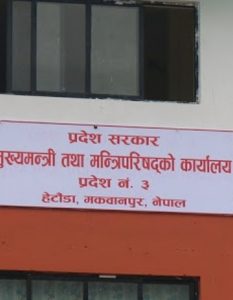 प्रदेश सरकार
मुख्यमन्त्री तथा मन्त्रिपरिषद्को कार्यालय
प्रदेश नं. ३
हेटौंडा, मकवानपुर, नेपाल